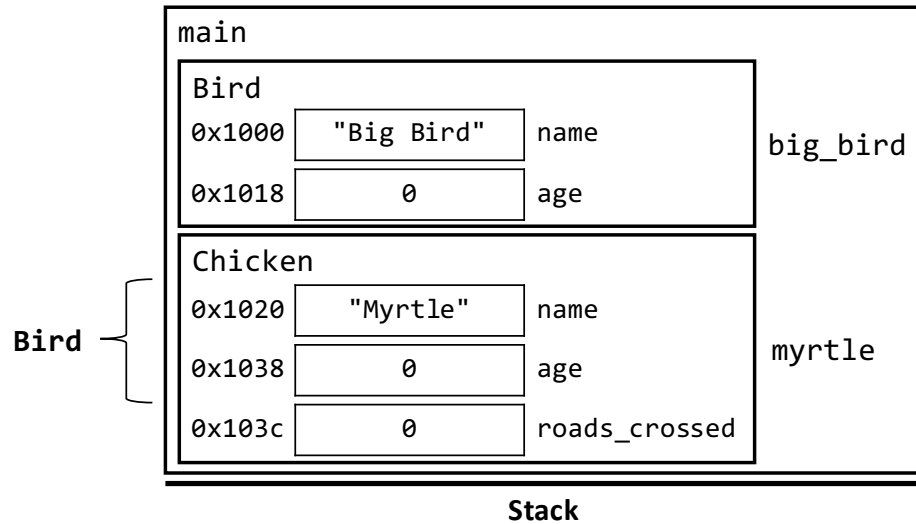 main
Bird
0x1000 "Big Bird" name
big_bird
0x1018 0 age
Chicken
0x1020 "Myrtle" name
Bird
myrtle
0x1038 0 age
0x103c 0 roads_crossed
Stack